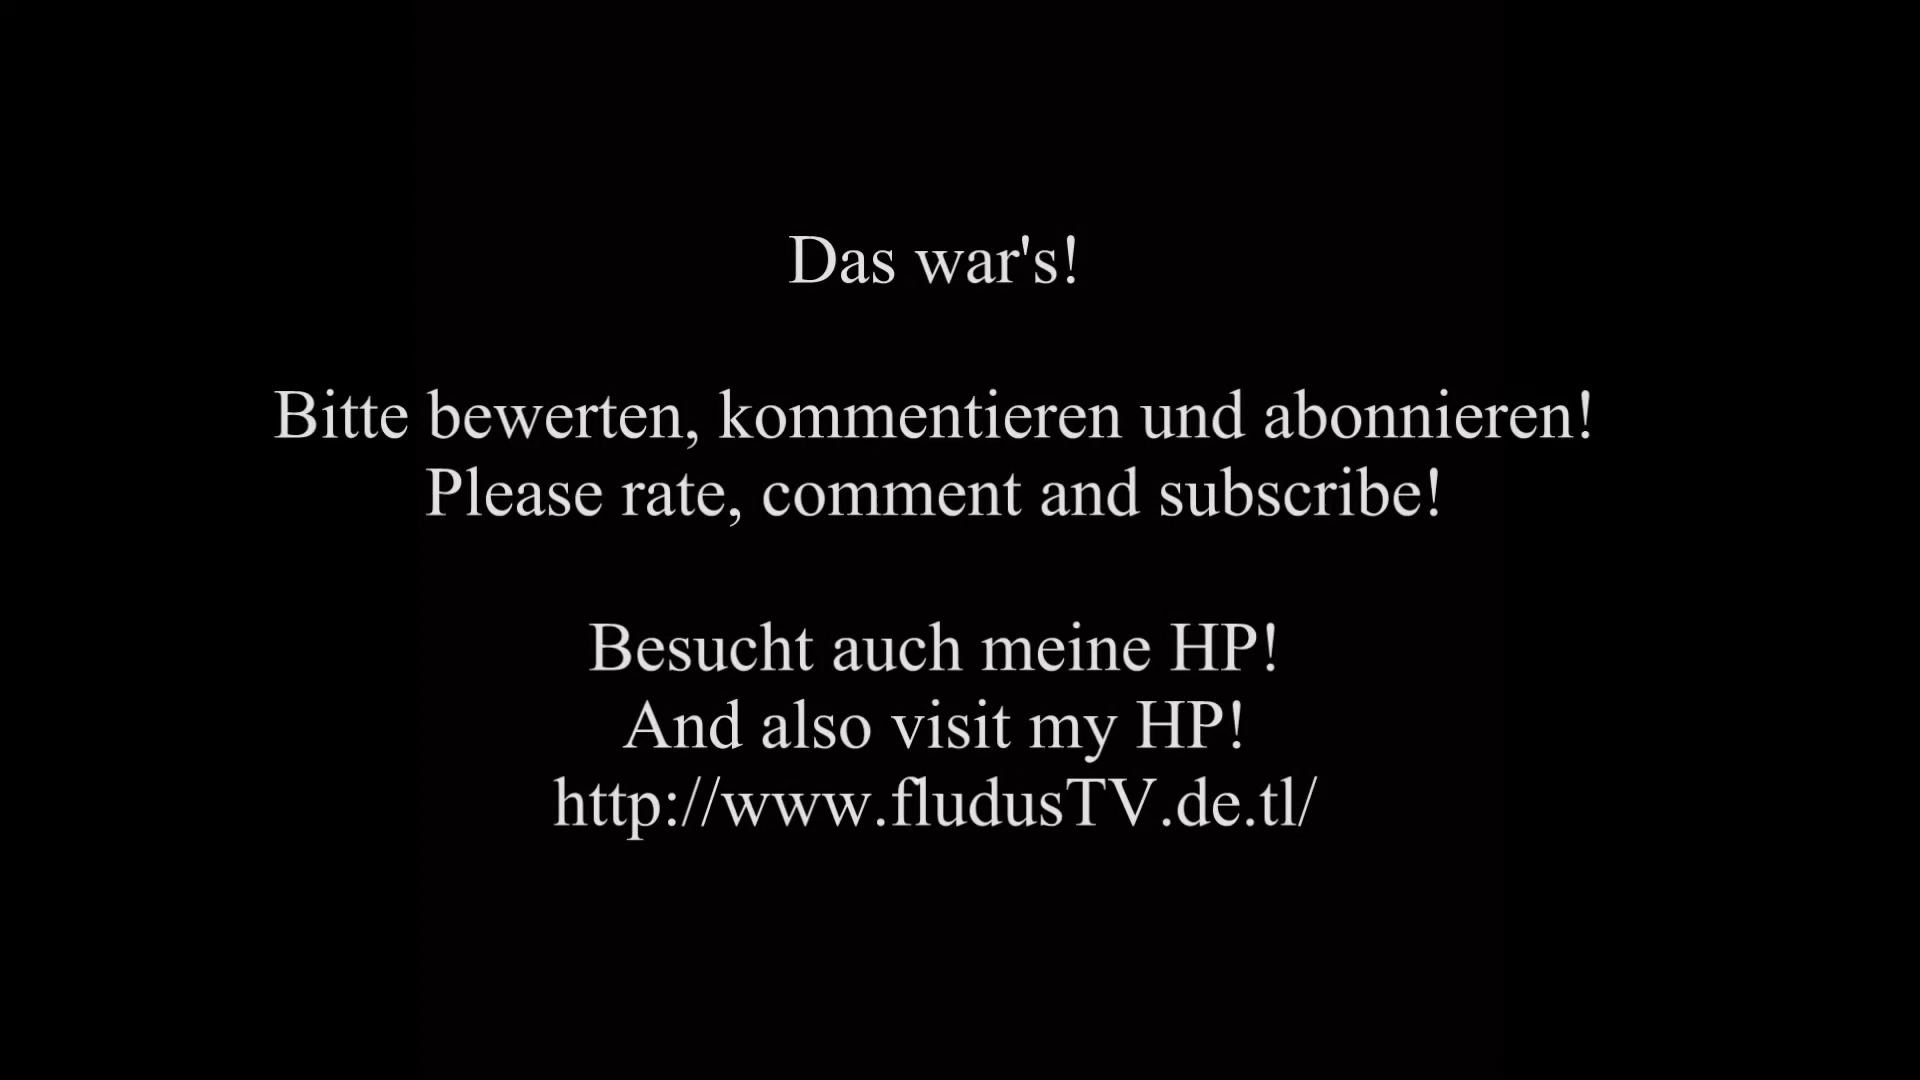 Das war's!
Bitte bewerten, kommentieren und abonnieren!
Please rate, comment and subscribe!
Besucht auch meine HP!
And also visit my HP!
http://www.fludusTV.de.tl/